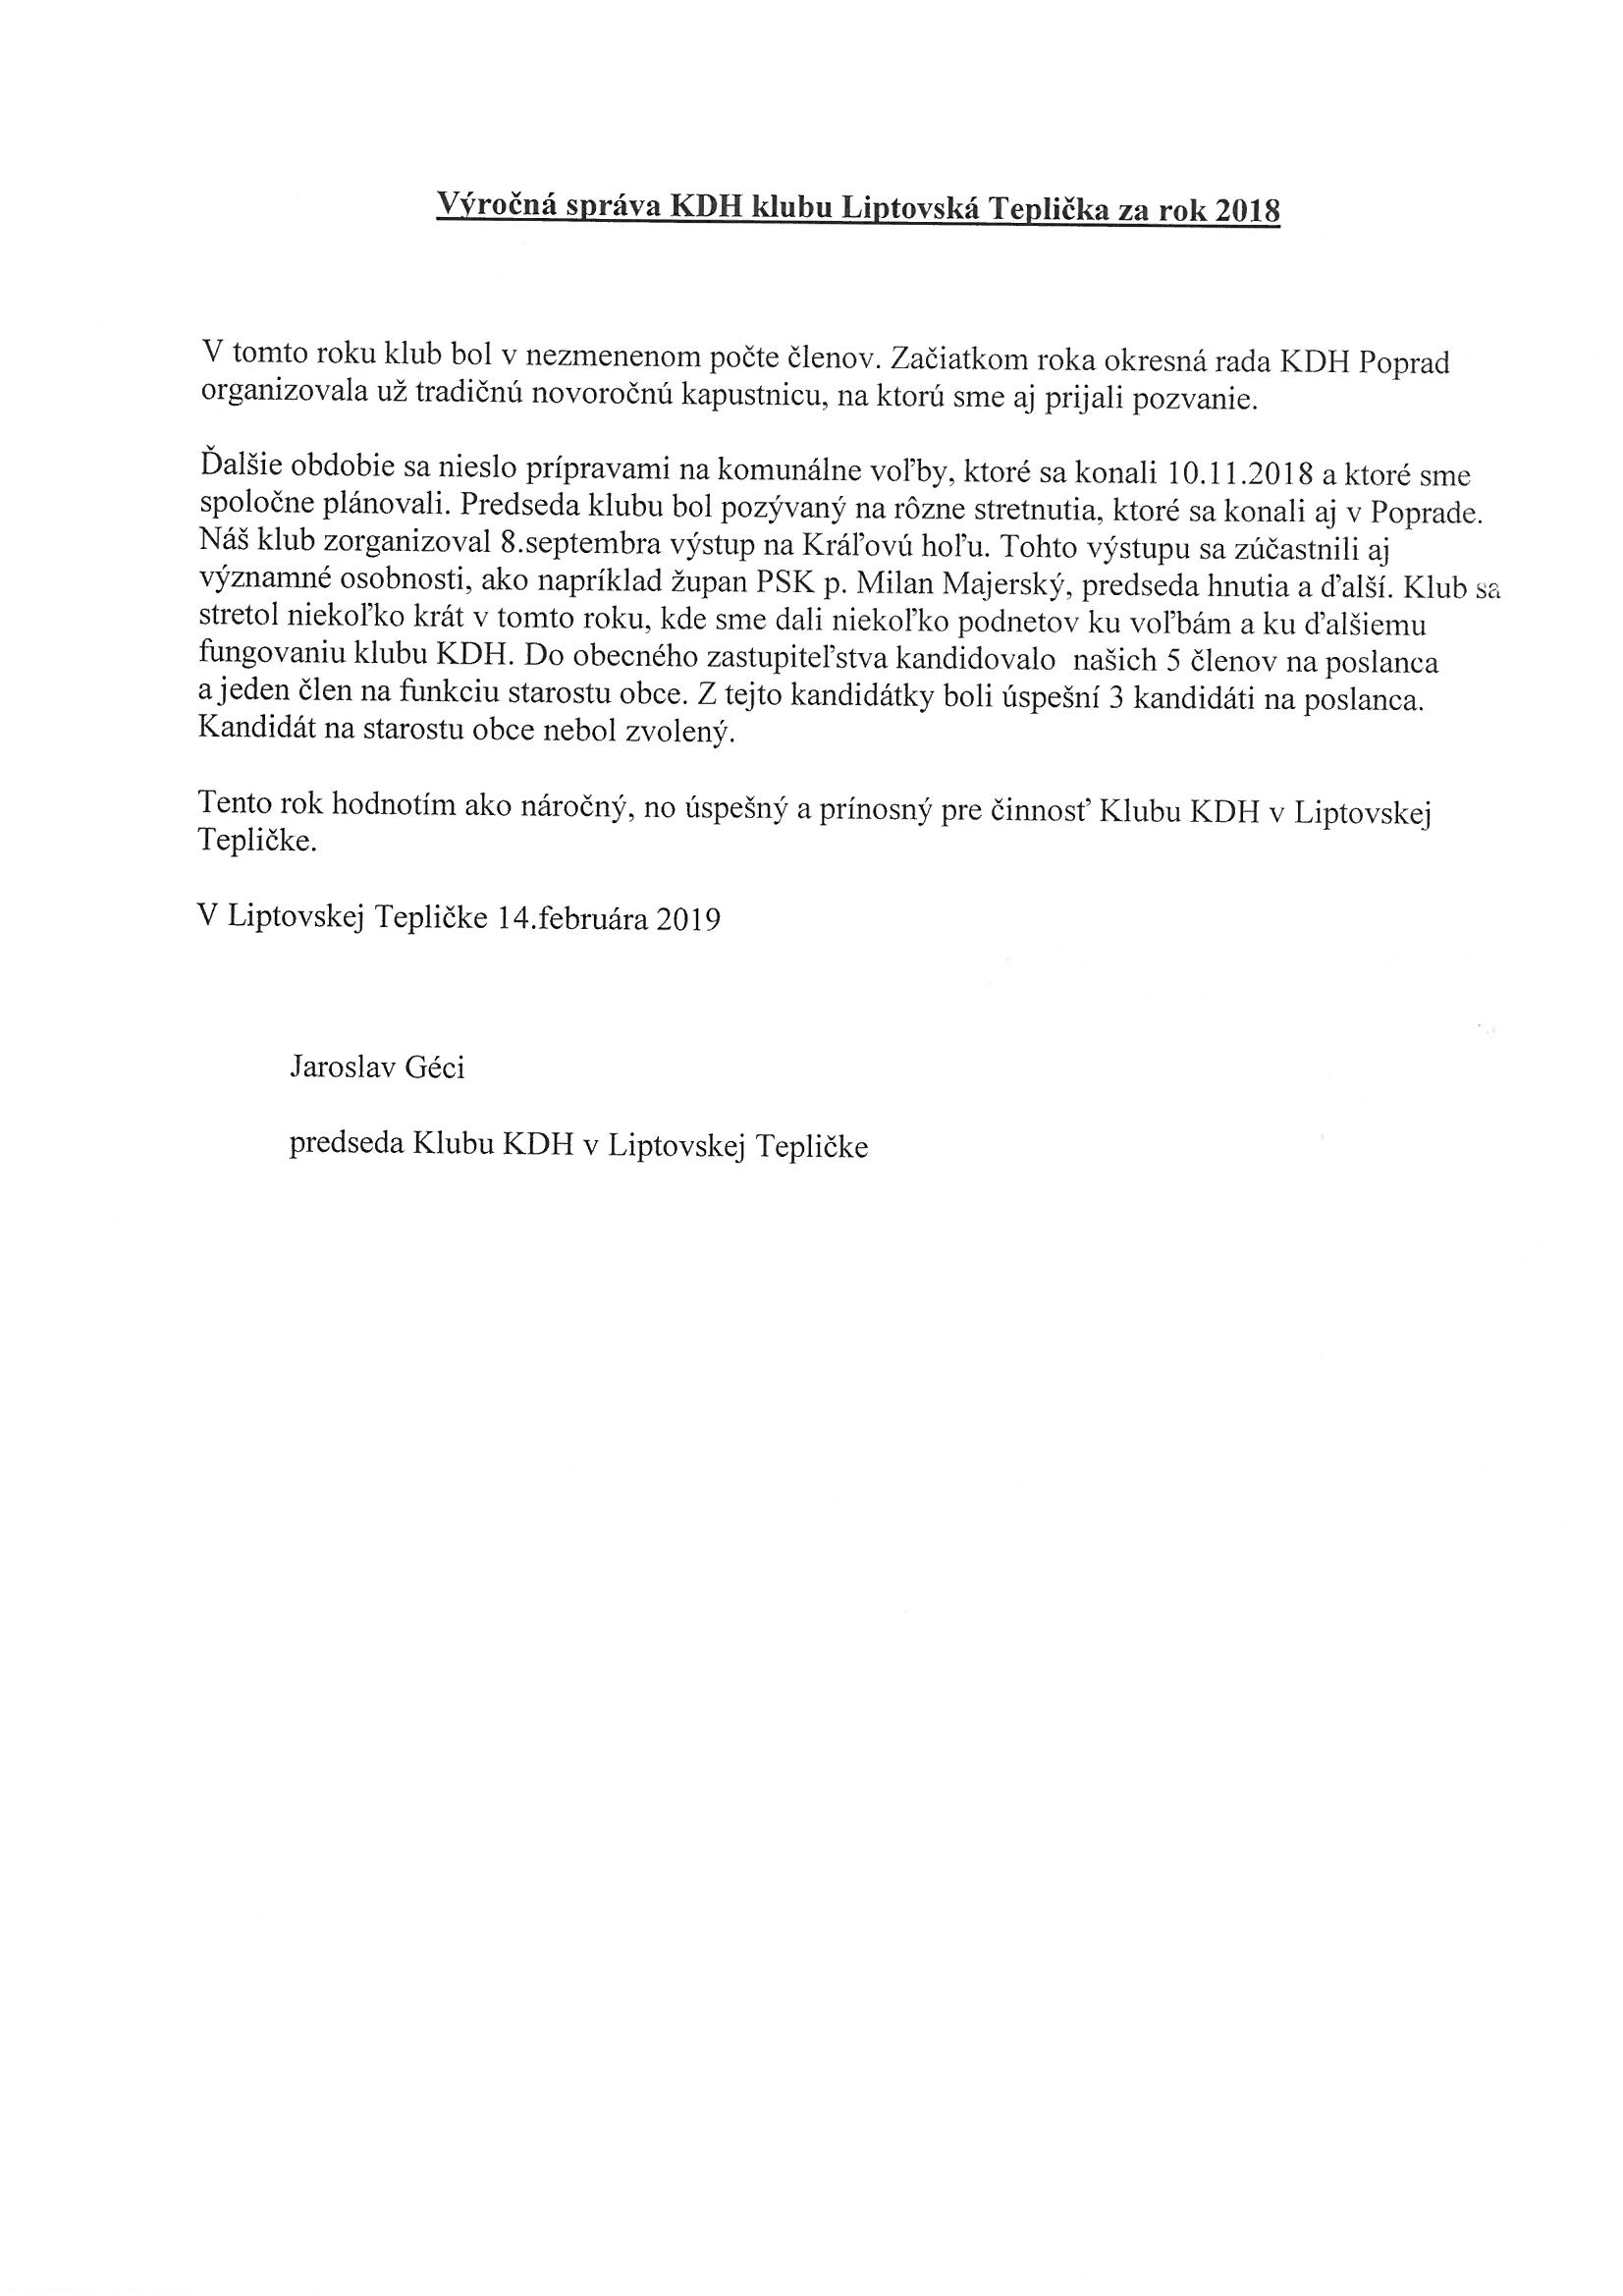 Výročná správa KDH klubu Liptovská Teplička za rok 2018
V tomto roku klub bol v nezmenenom počte členov. Začiatkom roka okresná rada KDH Poprad
organizovala už tradičnú novoročnú kapustnicu, na ktorú sme aj prijali pozvanie.
Ďalšie obdobie sa nieslo prípravami na komunálne voľby, ktoré sa konali 10.11.2018 a ktoré sme
spoločne plánovali. Predseda klubu bol pozývaný na rôzne stretnutia, ktoré sa konali aj v Poprade.
Náš klub zorganizoval 8.septembra výstup na Kráľovú hoľu. Tohto výstupu sa zúčastnili aj
významné osobnosti, ako napríklad župan PSK p. Milan Majerský, predseda hnutia a ďalší. Klub sa
stretol niekoľko krát v tomto roku, kde sme dali niekoľko podnetov ku voľbám a ku ďalšiemu
fungovaniu klubu KDH. Do obecného zastupiteľstva kandidovalo  našich 5 členov na poslanca
a jeden člen na funkciu starostu obce. Z tejto kandidátky boli úspešní 3 kandidáti na poslanca.
Kandidát na starostu obce nebol zvolený.
Tento rok hodnotím ako náročný, no úspešný a prínosný pre činnosť Klubu KDH v Liptovskej
Tepličke.
V Liptovskej Tepličke 14.februára 2019
Jaroslav Géci
predseda Klubu KDH v Liptovskej Tepličke